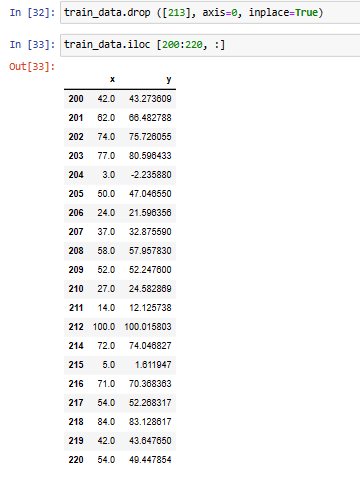 In [32]: train_data.drop ([213], axis=0, inplace=True)
In [33]: train_data.iloc [200:220, :]
Out[33]:
x y
200 42.0 43.273609
201 62.0 66.482788
202 74.0 75.726055
203 77.0 80.596433
204 3.0 -2.235880
205 50.0 47.046550
206 24.0 21.596356
207 37.0 32.875590
208 58.0 57.957830
209 52.0 52.247600
210 27.0 24.582869
211 14.0 12.125738
212 100.0 100.015803
214 72.0 74.046827
215 5.0 1.611947
216 71.0 70.368363
217 54.0 52.268317
218 84.0 83.128617
219 42.0 43.647650
220 54.0 49.447854